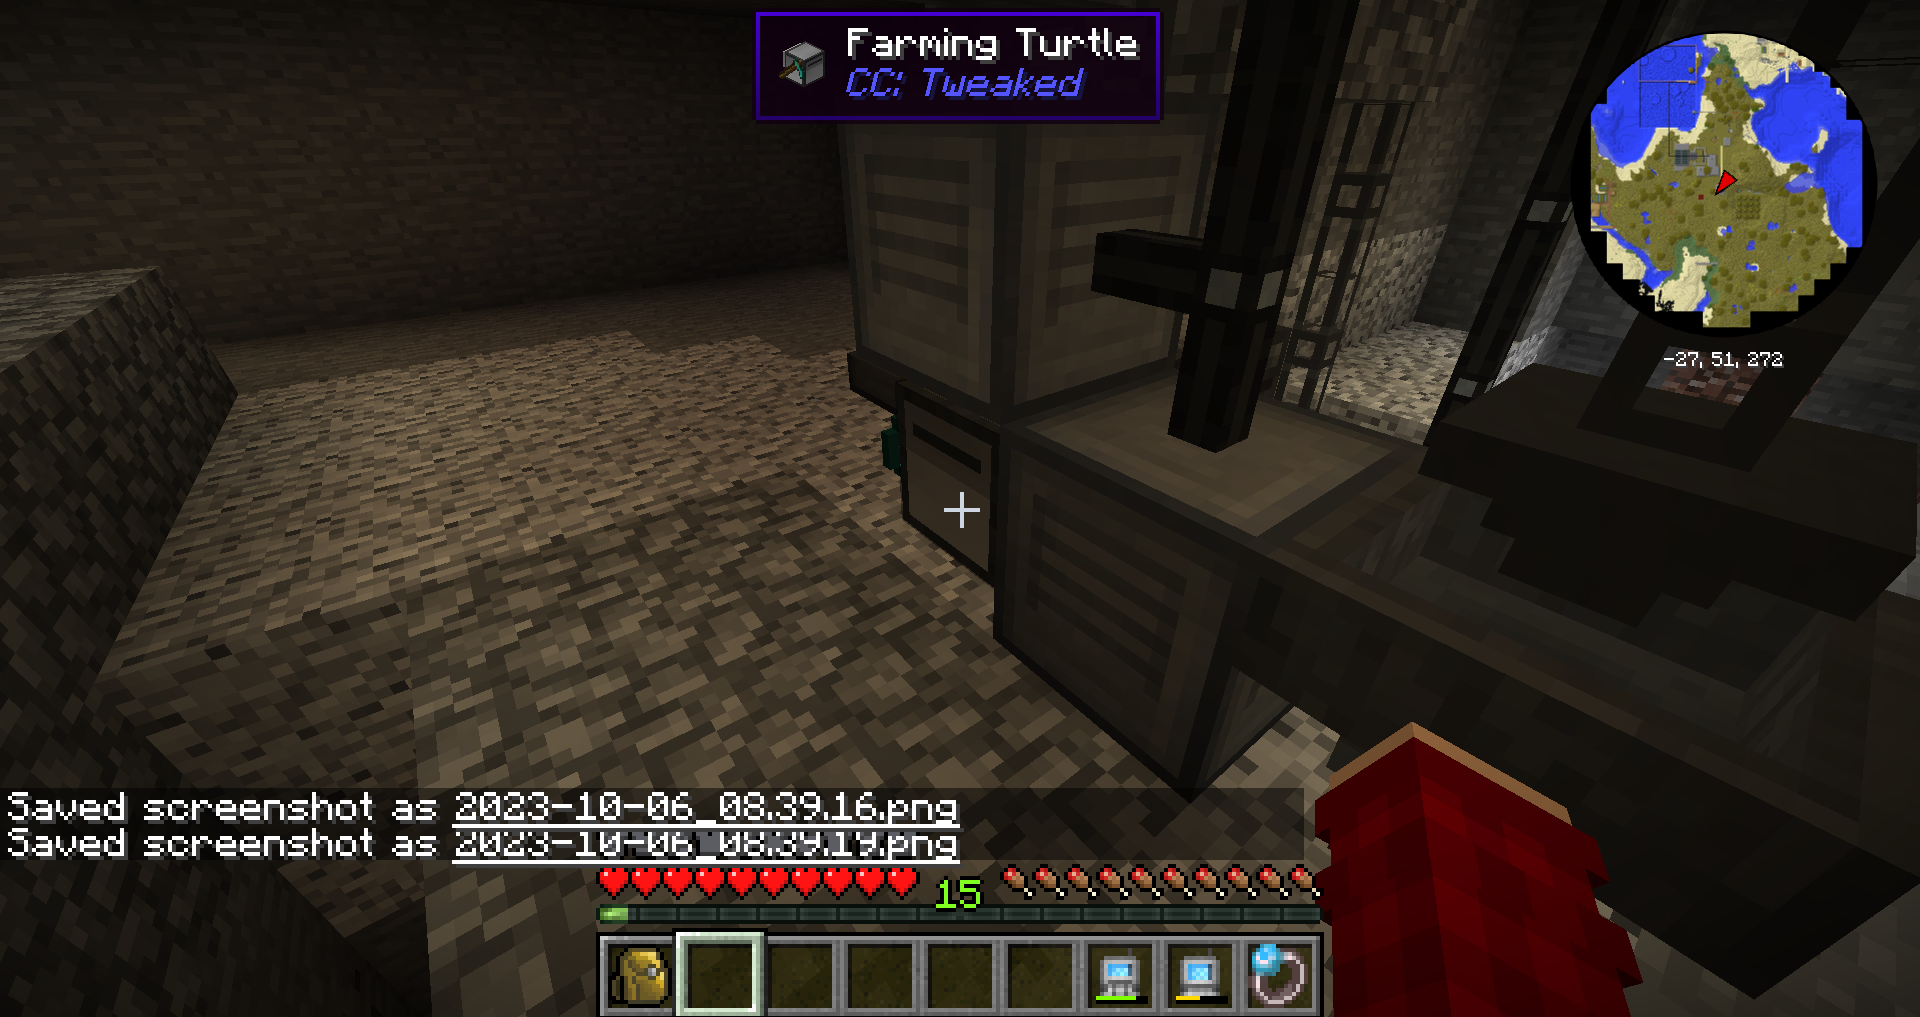 Farming Turtle
CC: Tweaked
-27, 51, 272
Saved screenshot as 2023-10-06_08.39.16.png
Saved screenshot as 2023-10-06_08.39.19.png
15